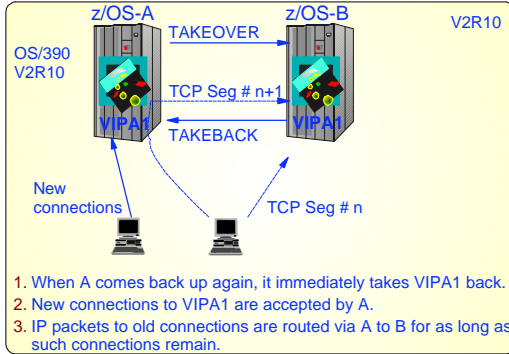 z/OS-A
z/OS-B
V2R10
TAKEOVER
OS/390
V2R10
TCP Seg # n+1
VIPA1
VIPA1
TAKEBACK
New
connections
TCP Seg # n
1. When A comes back up again, it immediately takes VIPA1 back.
2. New connections to VIPA1 are accepted by A.
3. IP packets to old connections are routed via A to B for as long as
such connections remain.